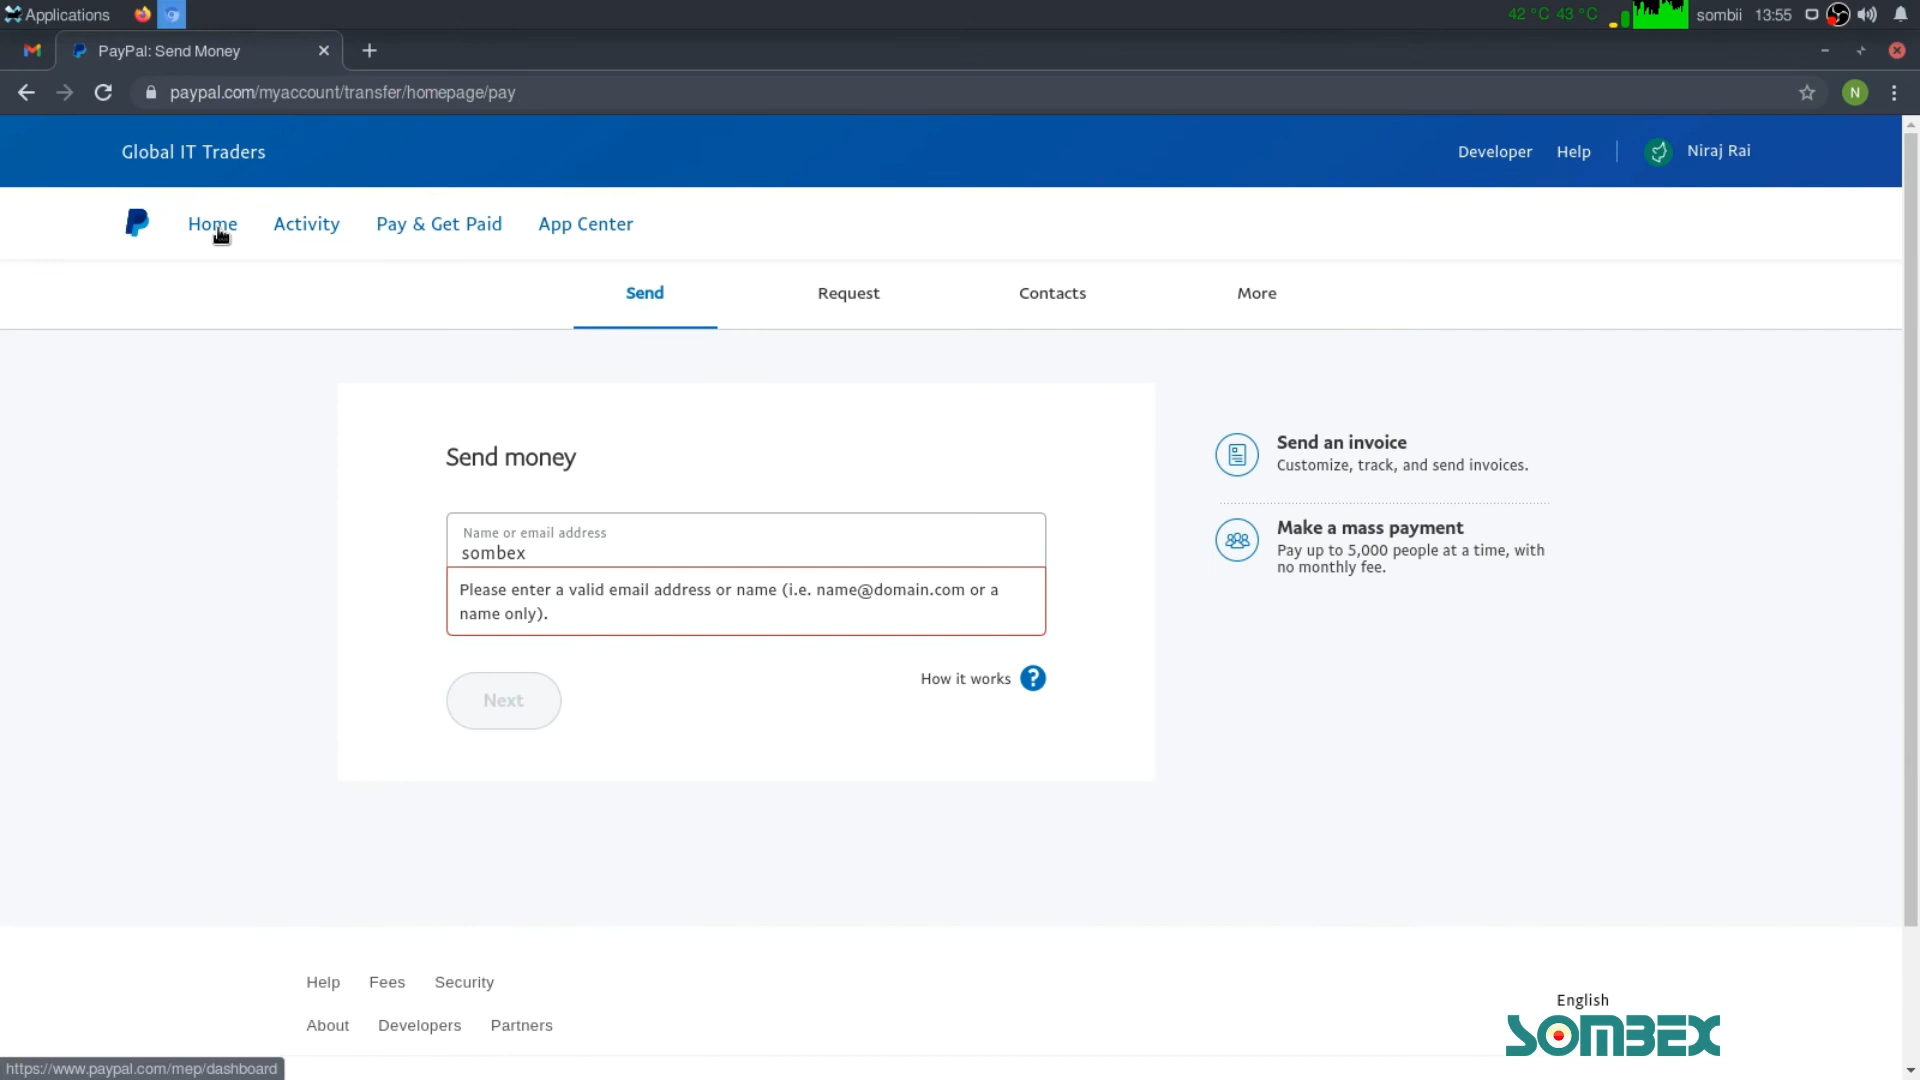 Applications
42 °C 43 °C sombii 13:55
PayPal: Send Money
paypal.com/myaccount/transfer/homepage/pay
N
Global IT Traders
Developer Help Niraj Rai
Home Activity Pay & Get Paid App Center
Send Request Contacts More
Send money
Name or email address
sombex
Please enter a valid email address or name (i.e. name@domain.com or a
name only).
Next
How it works ?
Send an invoice
Customize, track, and send invoices.
Make a mass payment
Pay up to 5,000 people at a time, with
no monthly fee.
Help Fees Security
English
About Developers Partners
SOMBEX
https://www.paypal.com/mep/dashboard